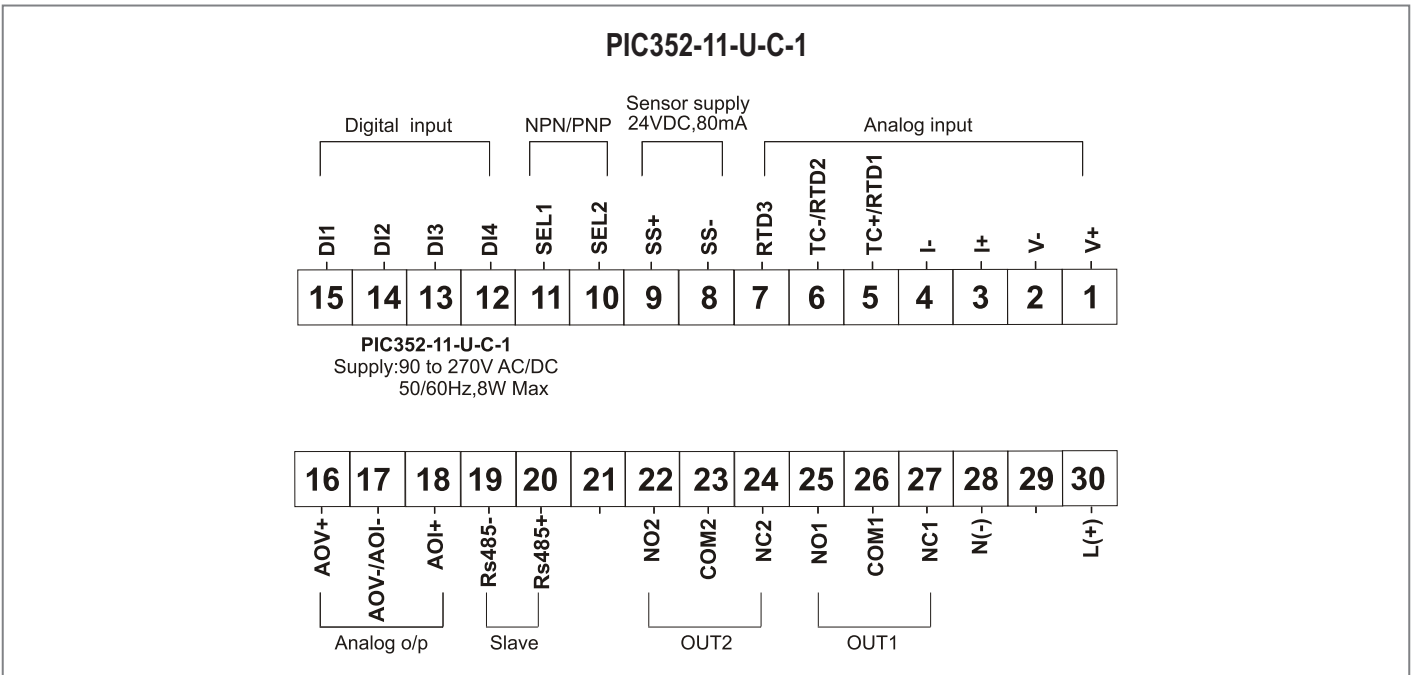 PIC352-11-U-C-1
Digital input
NPN/PNP
Sensor supply
24VDC,80mA
Analog input
DI1
DI2
DI3
DI4
SEL1
SEL2
SS+
SS-
RTD3
TC-/RTD2
TC+/RTD1
I-
I+
V-
V+
15 14 13 12 11 10 9 8 7 6 5 4 3 2 1
PIC352-11-U-C-1
Supply:90 to 270V AC/DC
50/60Hz,8W Max
16 17 18 19 20 21 22 23 24 25 26 27 28 29 30
AOV+
AOV-/AOI-
AOI+
Rs485-
Rs485+
NO2
COM2
NC2
NO1
COM1
NC1
N(-)
L(+)
Analog o/p
Slave
OUT2
OUT1